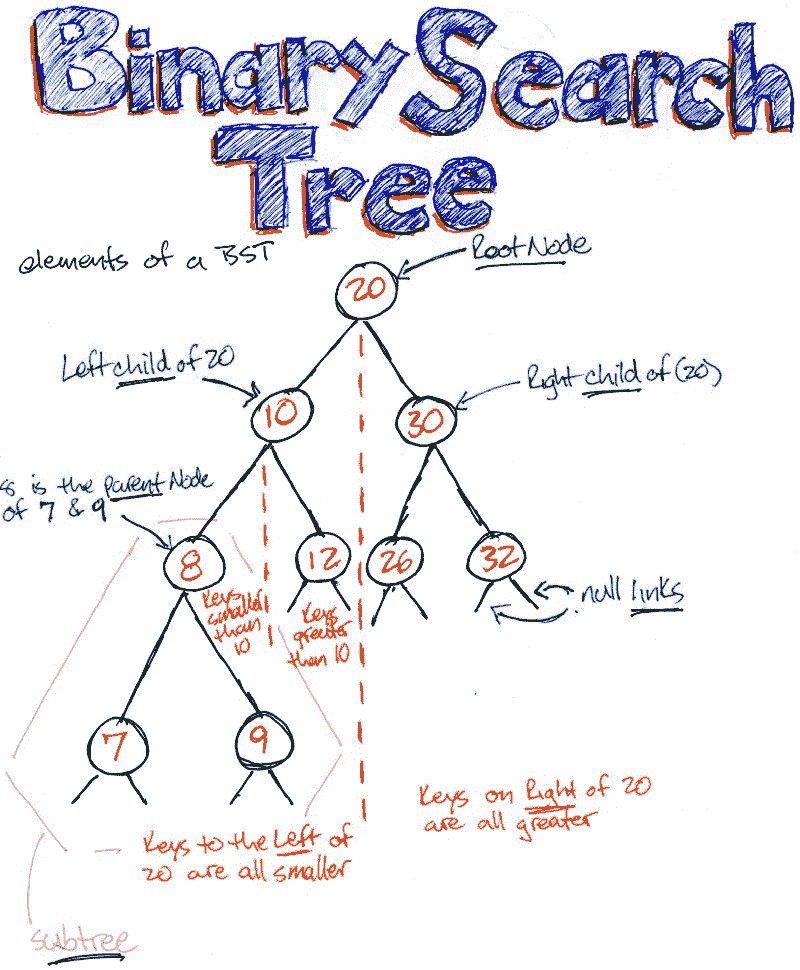 Binary Search
Tree
elements of a BST
Root Node
20
Left child of 20
Right child of (20)
10
30
8 is the parent Node
of 7 & 9
8
12
26
32
Keys
smaller
than
10
Keys
greater
than 10
null links
7
9
Keys on Right of 20
are all greater
Keys to the Left of
20 are all smaller
subtree